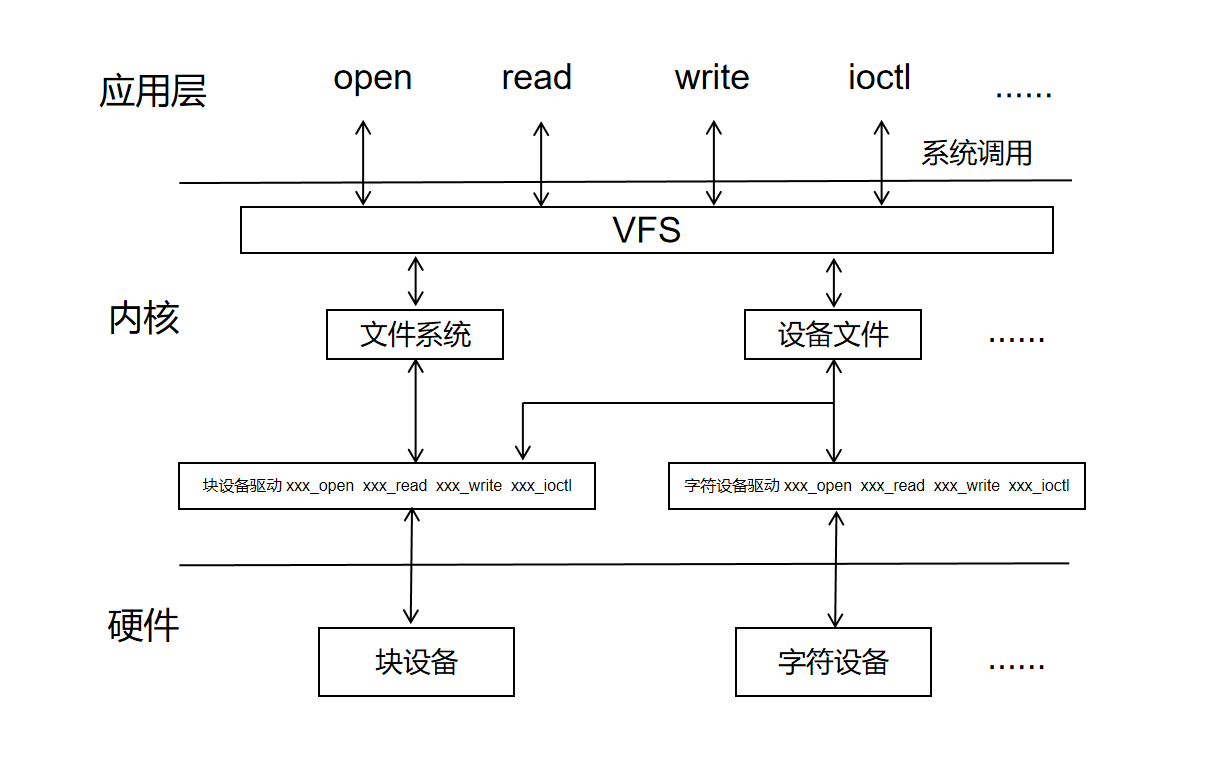 应用层 open read write ioctl ......
系统调用
VFS
内核
文件系统 设备文件 ......
块设备驱动 xxx_open xxx_read xxx_write xxx_ioctl
字符设备驱动 xxx_open xxx_read xxx_write xxx_ioctl
硬件
块设备 字符设备 ......